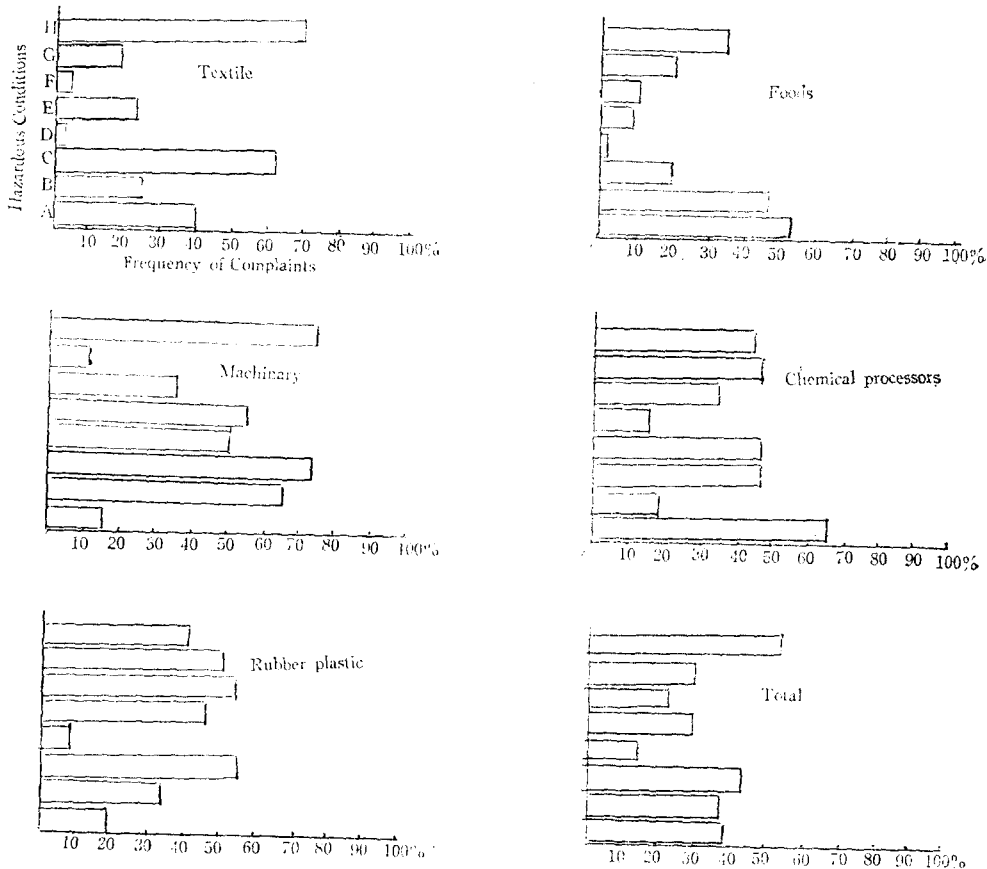 Hazardous Conditions
H
G
F
E
D
C
B
A
Textile
10 20 30 40 50 60 70 80 90 100%
Frequency of Complaints
Foods
10 20 30 40 50 60 70 80 90 100%
Machinary
10 20 30 40 50 60 70 80 90 100%
Chemical processors
10 20 30 40 50 60 70 80 90 100%
Rubber plastic
10 20 30 40 50 60 70 80 90 100%
Total
10 20 30 40 50 60 70 80 90 100%